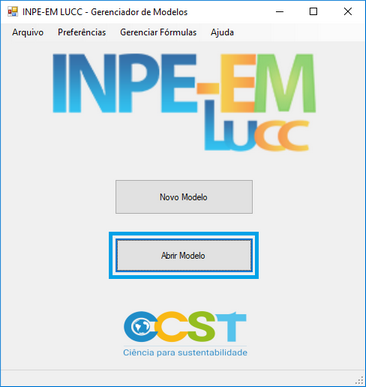 INPE-EM LUCC - Gerenciador de Modelos
Arquivo Preferências Gerenciar Fórmulas Ajuda
INPE-EM
LUCC
Novo Modelo
Abrir Modelo
CCST
Ciência para sustentabilidade